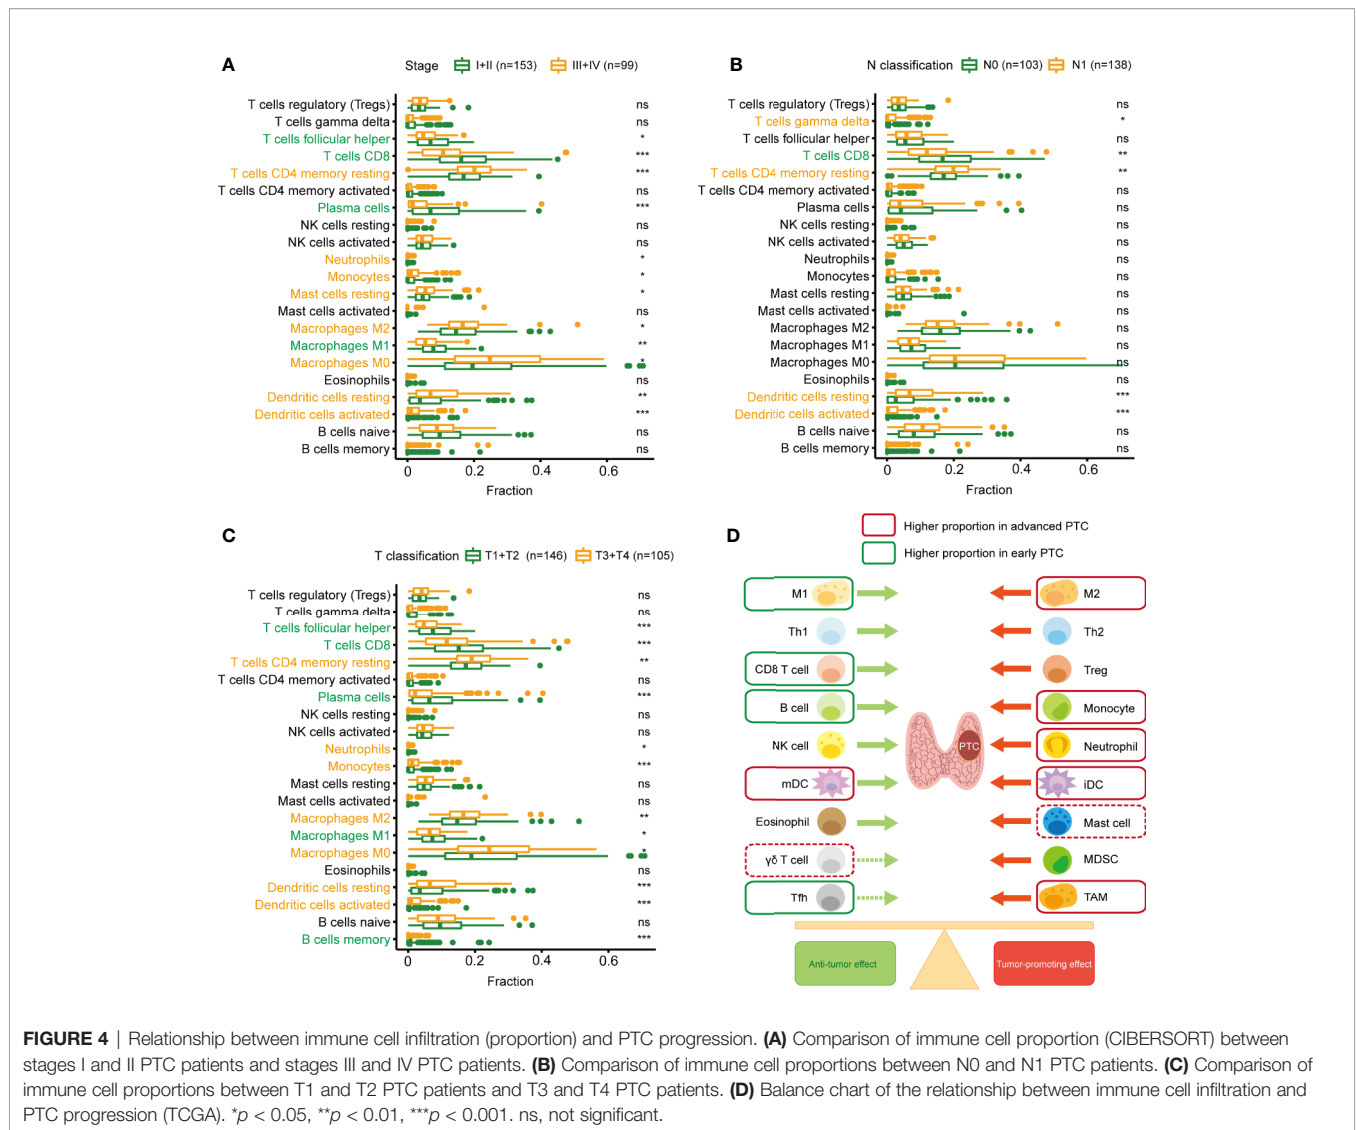 A
Stage I+II (n=153) III+IV (n=99)
T cells regulatory (Tregs) ns
T cells gamma delta ns
T cells follicular helper *
T cells CD8 ***
T cells CD4 memory resting ***
T cells CD4 memory activated ns
Plasma cells ***
NK cells resting ns
NK cells activated ns
Neutrophils *
Monocytes *
Mast cells resting *
Mast cells activated ns
Macrophages M2 *
Macrophages M1 **
Macrophages M0 *
Eosinophils ns
Dendritic cells resting **
Dendritic cells activated ***
B cells naive ns
B cells memory ns
0 0.2 0.4 0.6
Fraction
B
N classification N0 (n=103) N1 (n=138)
T cells regulatory (Tregs) ns
T cells gamma delta *
T cells follicular helper ns
T cells CD8 **
T cells CD4 memory resting **
T cells CD4 memory activated ns
Plasma cells ns
NK cells resting ns
NK cells activated ns
Neutrophils ns
Monocytes ns
Mast cells resting ns
Mast cells activated ns
Macrophages M2 ns
Macrophages M1 ns
Macrophages M0 ns
Eosinophils ns
Dendritic cells resting ***
Dendritic cells activated ***
B cells naive ns
B cells memory ns
0 0.2 0.4 0.6
Fraction
C
T classification T1+T2 (n=146) T3+T4 (n=105)
T cells regulatory (Tregs) ns
T cells gamma delta ns
T cells follicular helper ***
T cells CD8 ***
T cells CD4 memory resting **
T cells CD4 memory activated ns
Plasma cells ***
NK cells resting ns
NK cells activated ns
Neutrophils *
Monocytes ***
Mast cells resting ns
Mast cells activated ns
Macrophages M2 **
Macrophages M1 *
Macrophages M0 *
Eosinophils ns
Dendritic cells resting ***
Dendritic cells activated ***
B cells naive ns
B cells memory ***
0 0.2 0.4 0.6
Fraction
D
Higher proportion in advanced PTC
Higher proportion in early PTC
M1 M2
Th1 Th2
CD8 T cell Treg
B cell Monocyte
NK cell PTC Neutrophil
mDC iDC
Eosinophil Mast cell
γδ T cell MDSC
Tfh TAM
Anti-tumor effect Tumor-promoting effect
FIGURE 4 | Relationship between immune cell infiltration (proportion) and PTC progression. (A) Comparison of immune cell proportion (CIBERSORT) between
stages I and II PTC patients and stages III and IV PTC patients. (B) Comparison of immune cell proportions between N0 and N1 PTC patients. (C) Comparison of
immune cell proportions between T1 and T2 PTC patients and T3 and T4 PTC patients. (D) Balance chart of the relationship between immune cell infiltration and
PTC progression (TCGA). *p < 0.05, **p < 0.01, ***p < 0.001. ns, not significant.